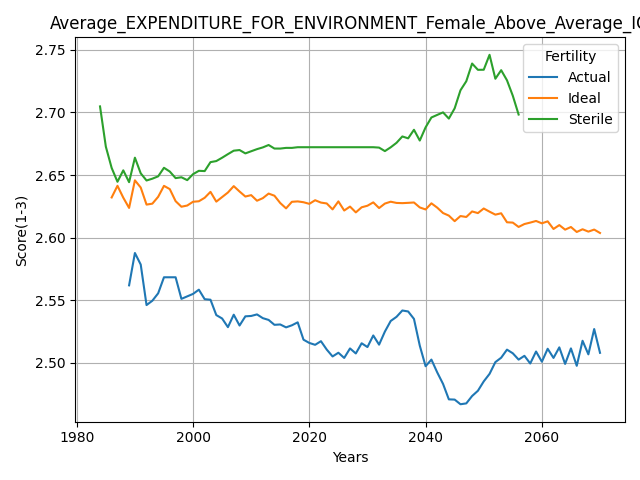 Average_EXPENDITURE_FOR_ENVIRONMENT_Female_Above_Average_IQ
Fertility
Actual
Ideal
Sterile
Score(1-3)
2.75
2.70
2.65
2.60
2.55
2.50
1980 2000 2020 2040 2060
Years